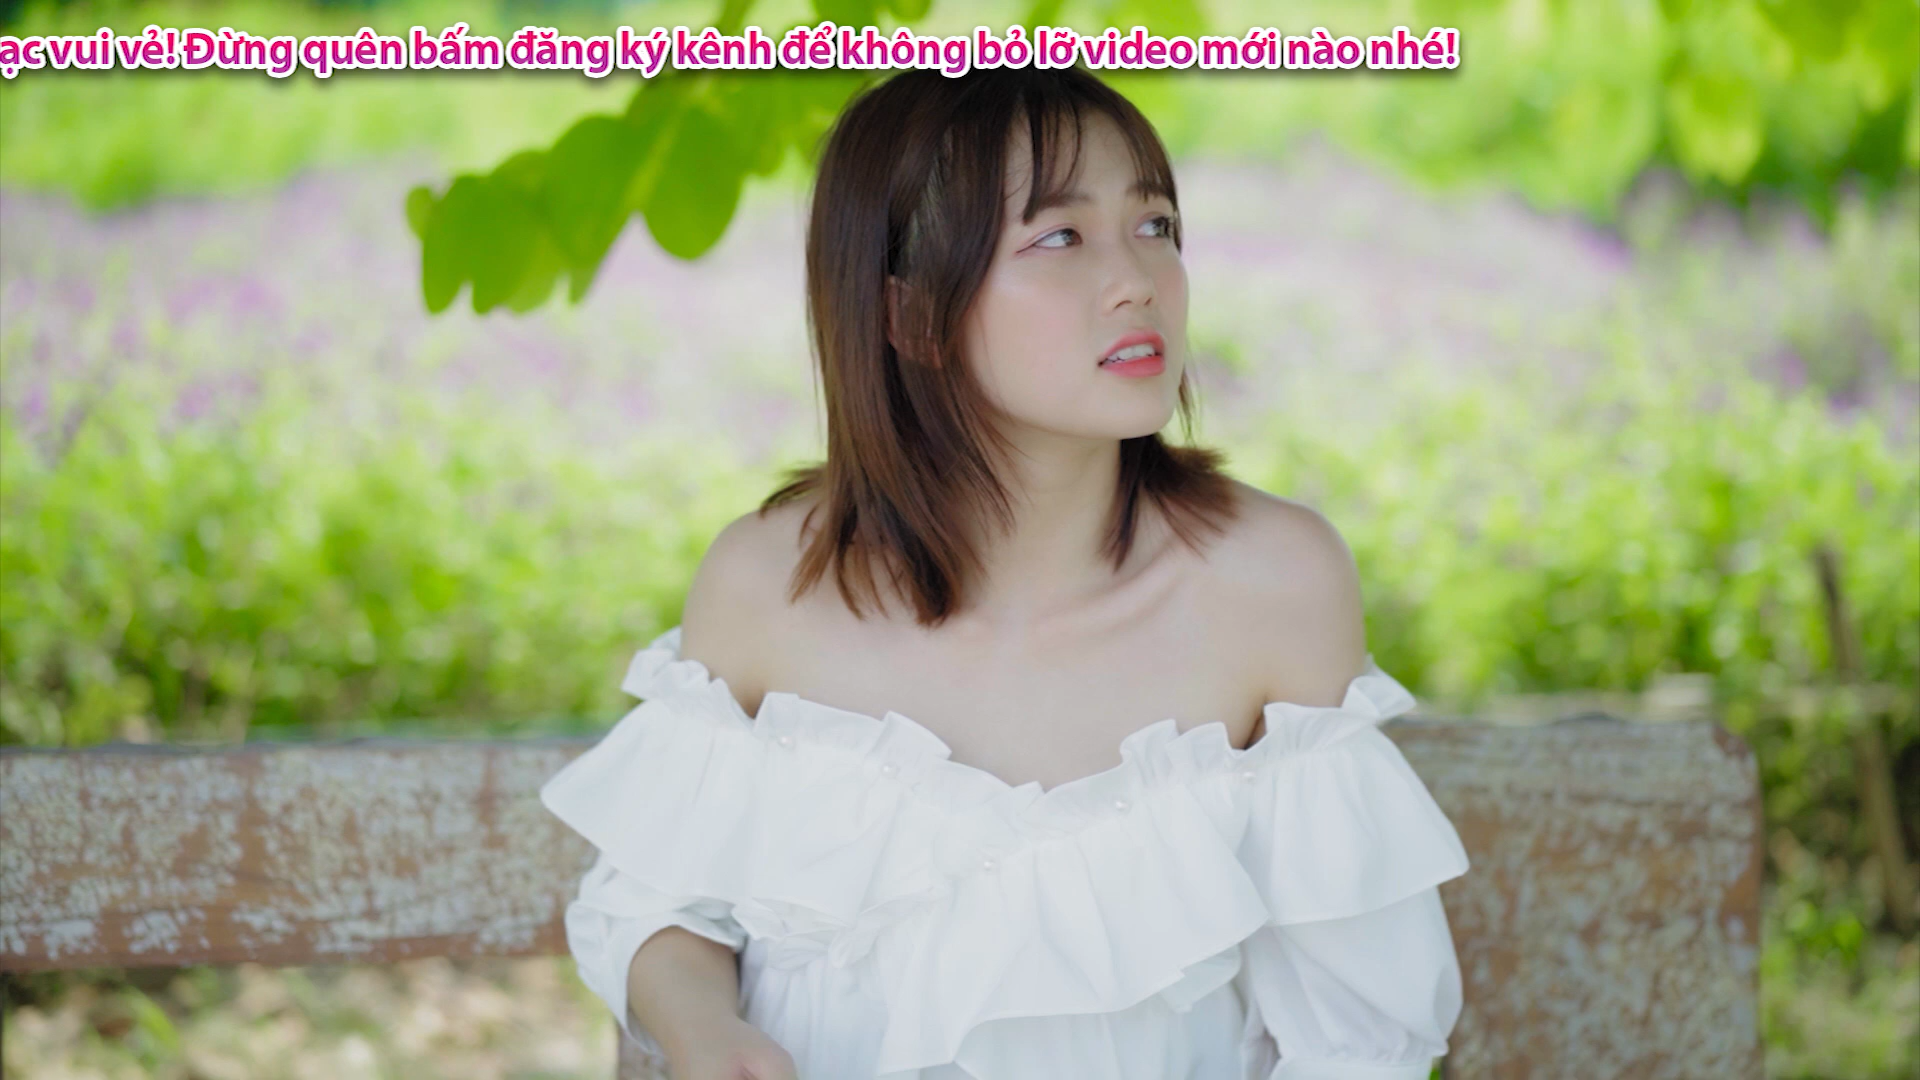 ạc vui vẻ! Đừng quên bấm đăng ký kênh để không bỏ lỡ video mới nào nhé!